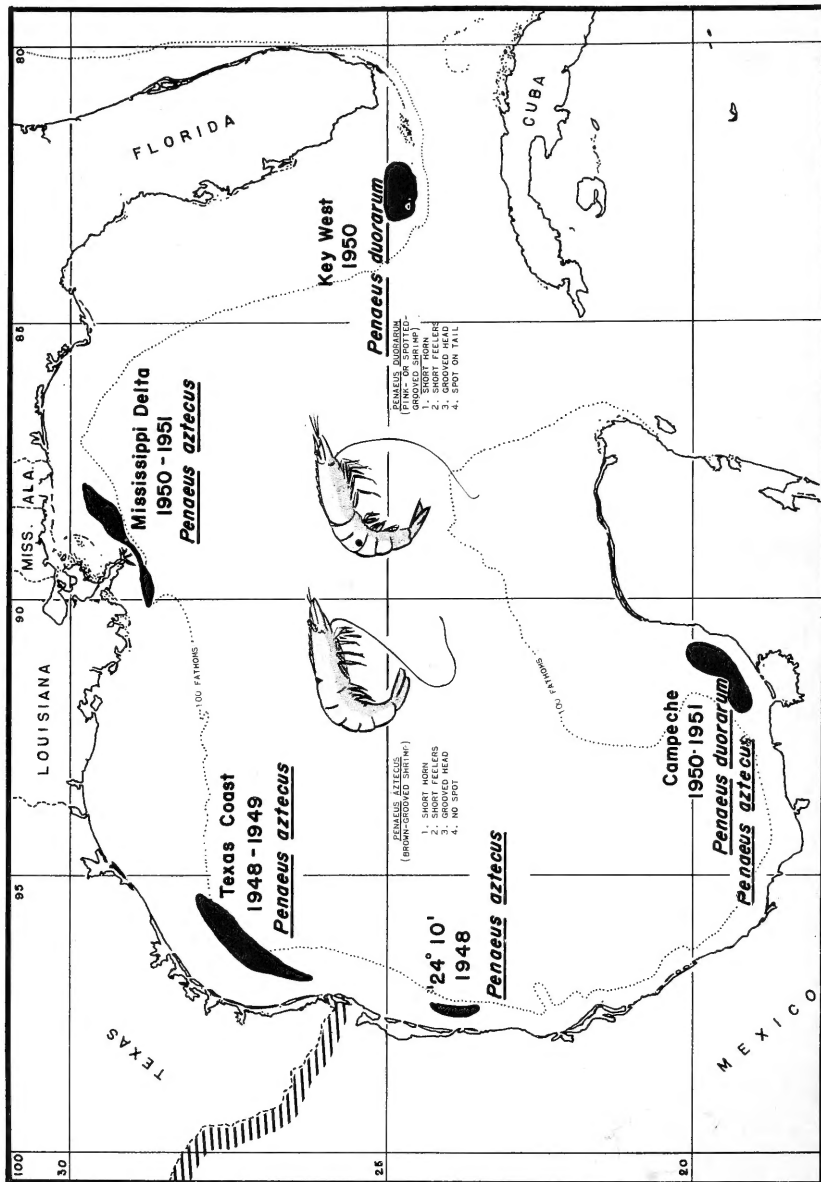 100
95
90
85
80
30
25
20
LOUISIANA
MISS.
ALA.
FLORIDA
TEXAS
MEXICO
CUBA
Mississippi Delta
1950-1951
Penaeus aztecus
Key West
1950
Penaeus duorarum
Texas Coast
1948-1949
Penaeus aztecus
"24° 10'
1948
Penaeus aztecus
Campeche
1950-1951
Penaeus duorarum
Penaeus aztecus
100 FATHOMS
100 FATHOMS
PENAEUS AZTECUS
(BROWN-GROOVED SHRIMP)
1. SHORT HORN
2. SHORT FEELERS
3. GROOVED HEAD
4. NO SPOT
PENAEUS DUORARUM
(PINK- OR SPOTTED-
GROOVED SHRIMP)
1. SHORT HORN
2. SHORT FEELERS
3. GROOVED HEAD
4. SPOT ON TAIL